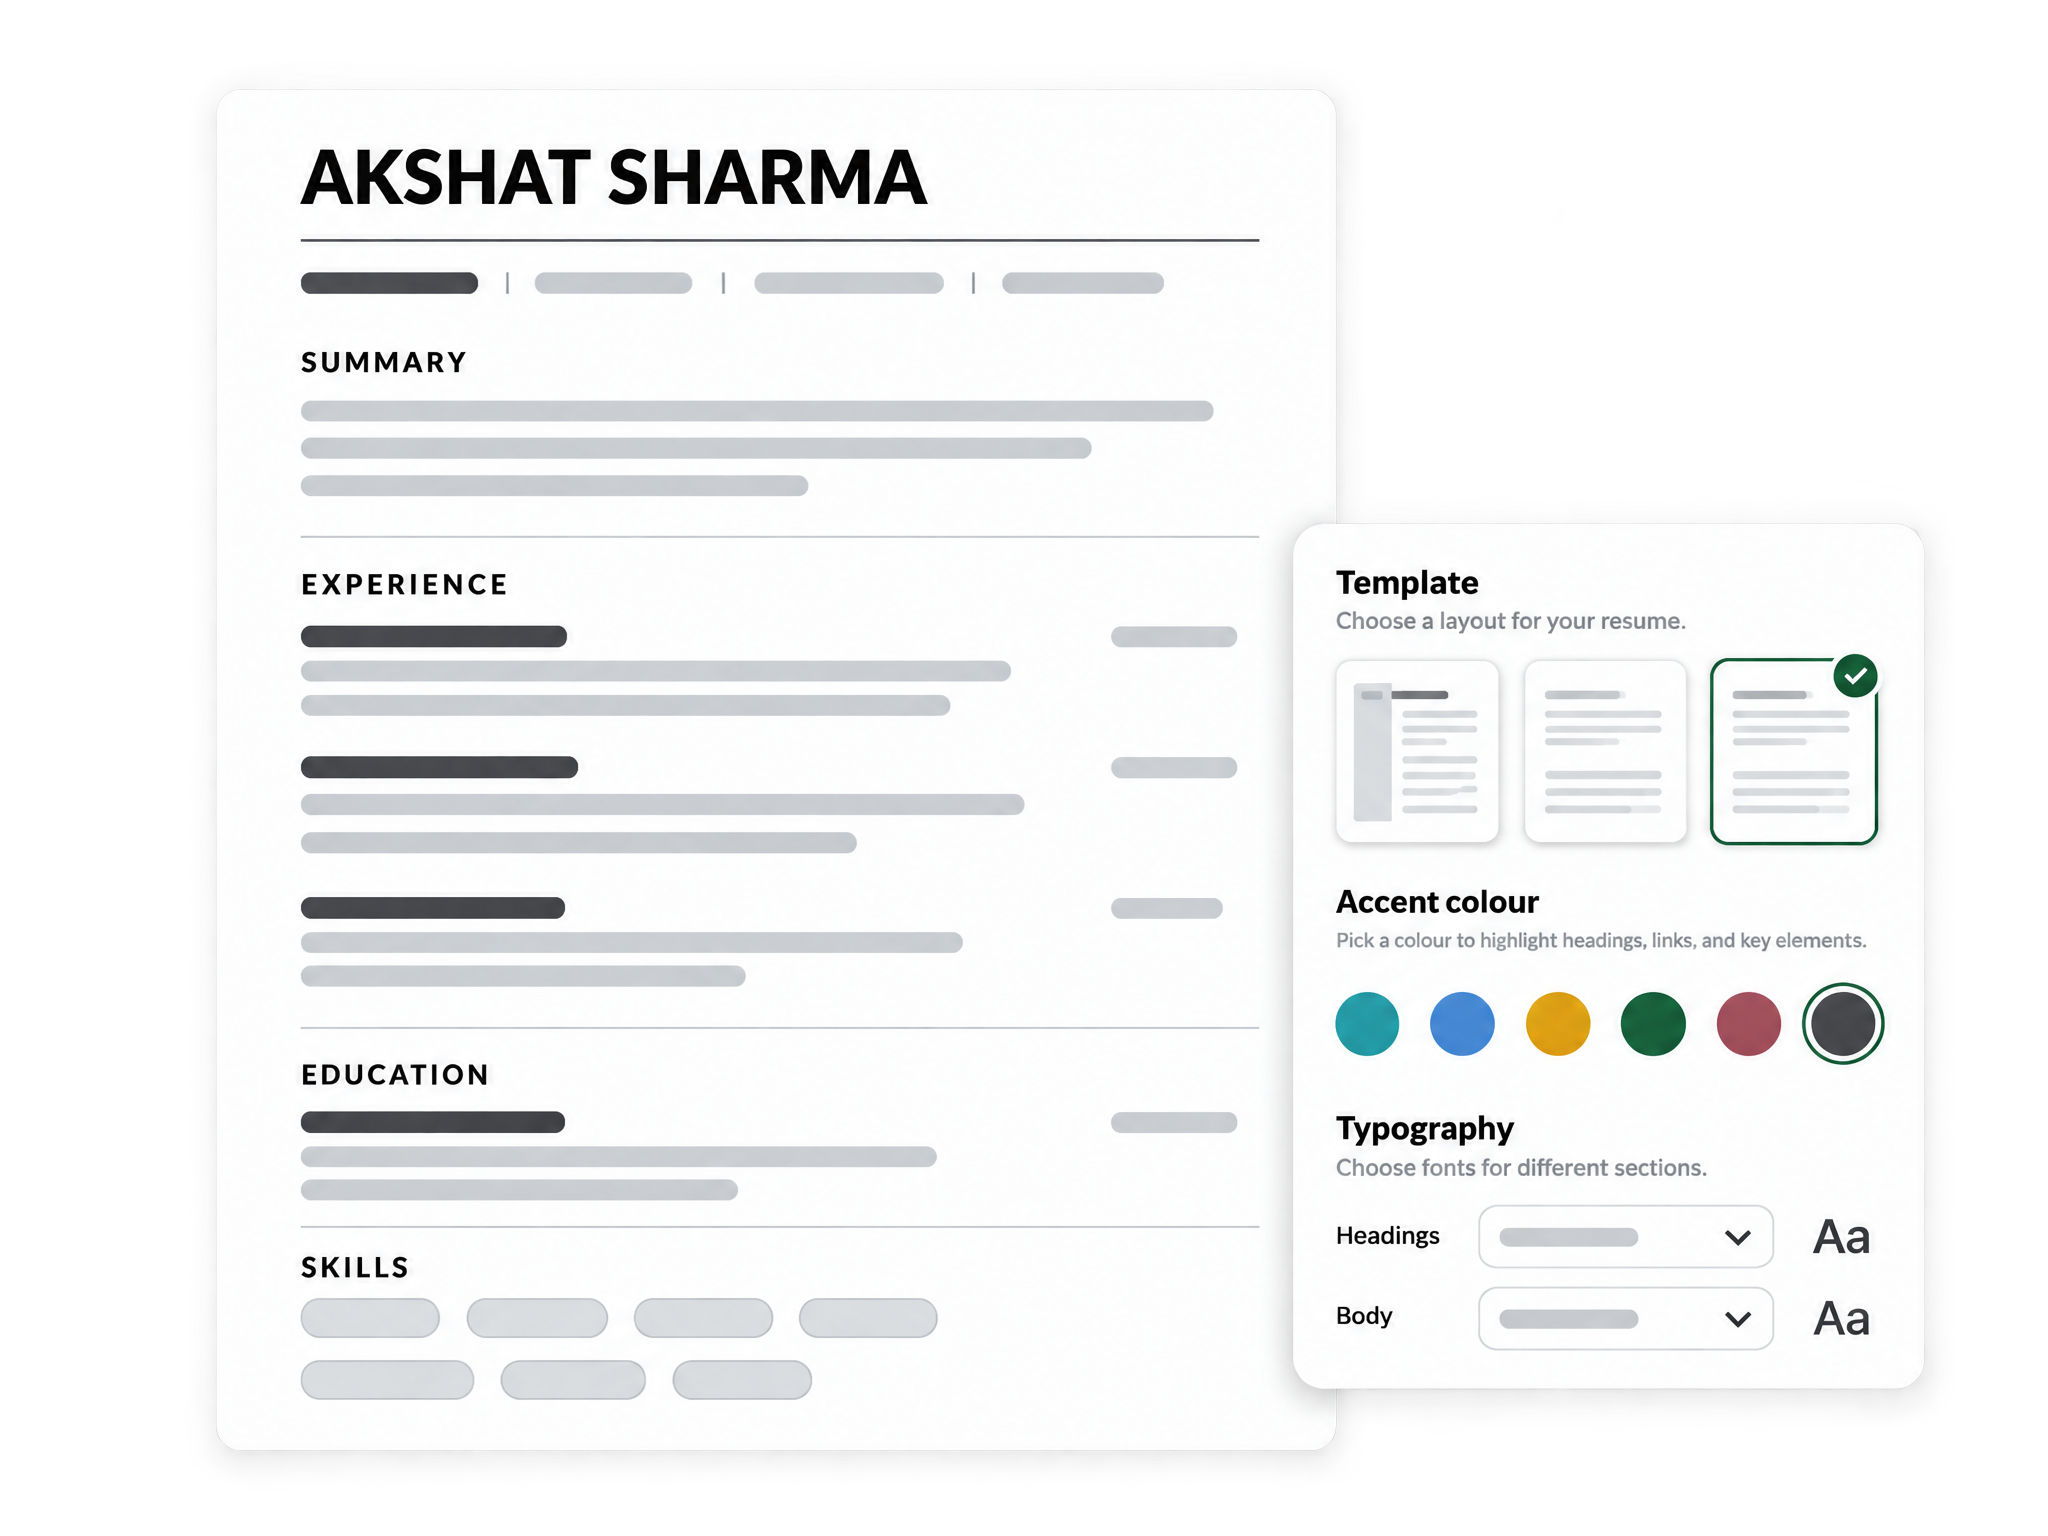 AKSHAT SHARMA
SUMMARY
EXPERIENCE
EDUCATION
SKILLS
Template
Choose a layout for your resume.
Accent colour
Pick a colour to highlight headings, links, and key elements.
Typography
Choose fonts for different sections.
Headings Aa
Body Aa